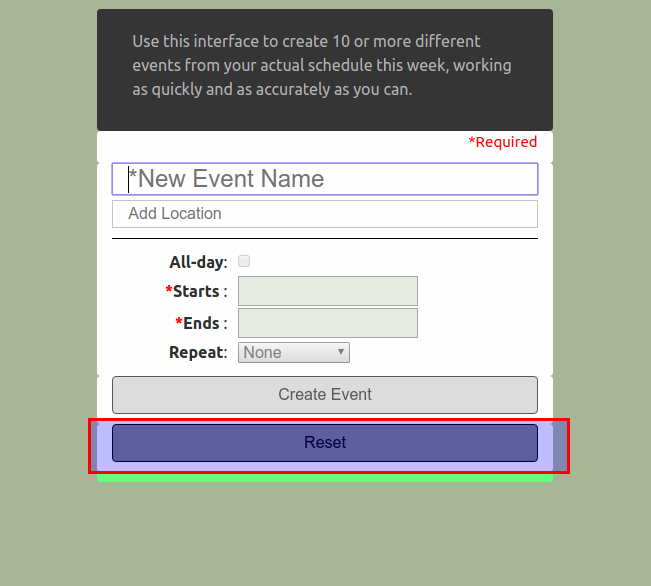 Use this interface to create 10 or more different
events from your actual schedule this week, working
as quickly and as accurately as you can.
*Required
*New Event Name
Add Location
All-day:
*Starts :
*Ends :
Repeat: None
Create Event
Reset